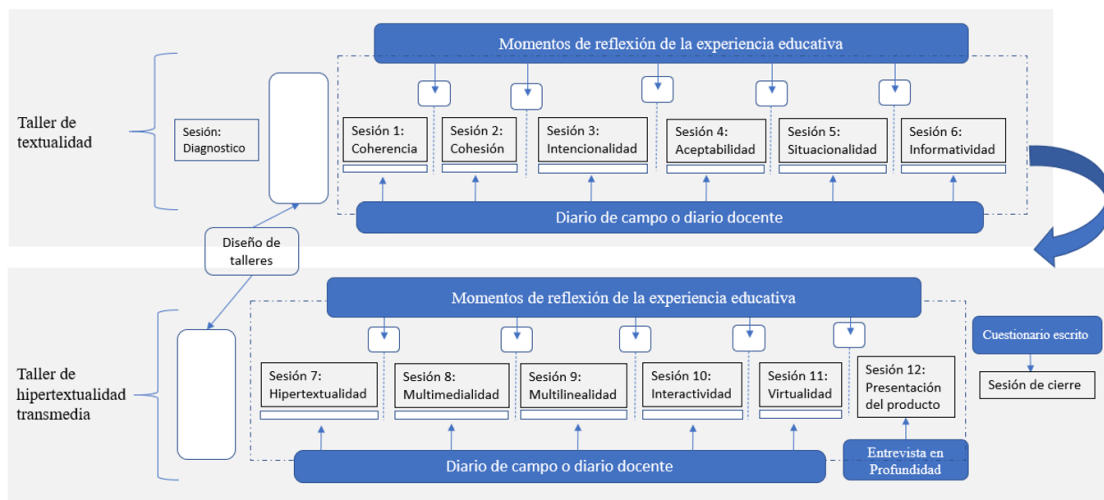 Momentos de reflexión de la experiencia educativa
Taller de
textualidad
Sesión:
Diagnostico
Sesión 1:
Coherencia
Sesión 2:
Cohesión
Sesión 3:
Intencionalidad
Sesión 4:
Aceptabilidad
Sesión 5:
Situacionalidad
Sesión 6:
Informatividad
Diario de campo o diario docente
Diseño de
talleres
Momentos de reflexión de la experiencia educativa
Taller de
hipertextualidad
transmedia
Sesión 7:
Hipertextualidad
Sesión 8:
Multimedialidad
Sesión 9:
Multilinealidad
Sesión 10:
Interactividad
Sesión 11:
Virtualidad
Sesión 12:
Presentación
del producto
Cuestionario escrito
Sesión de cierre
Diario de campo o diario docente
Entrevista en
Profundidad